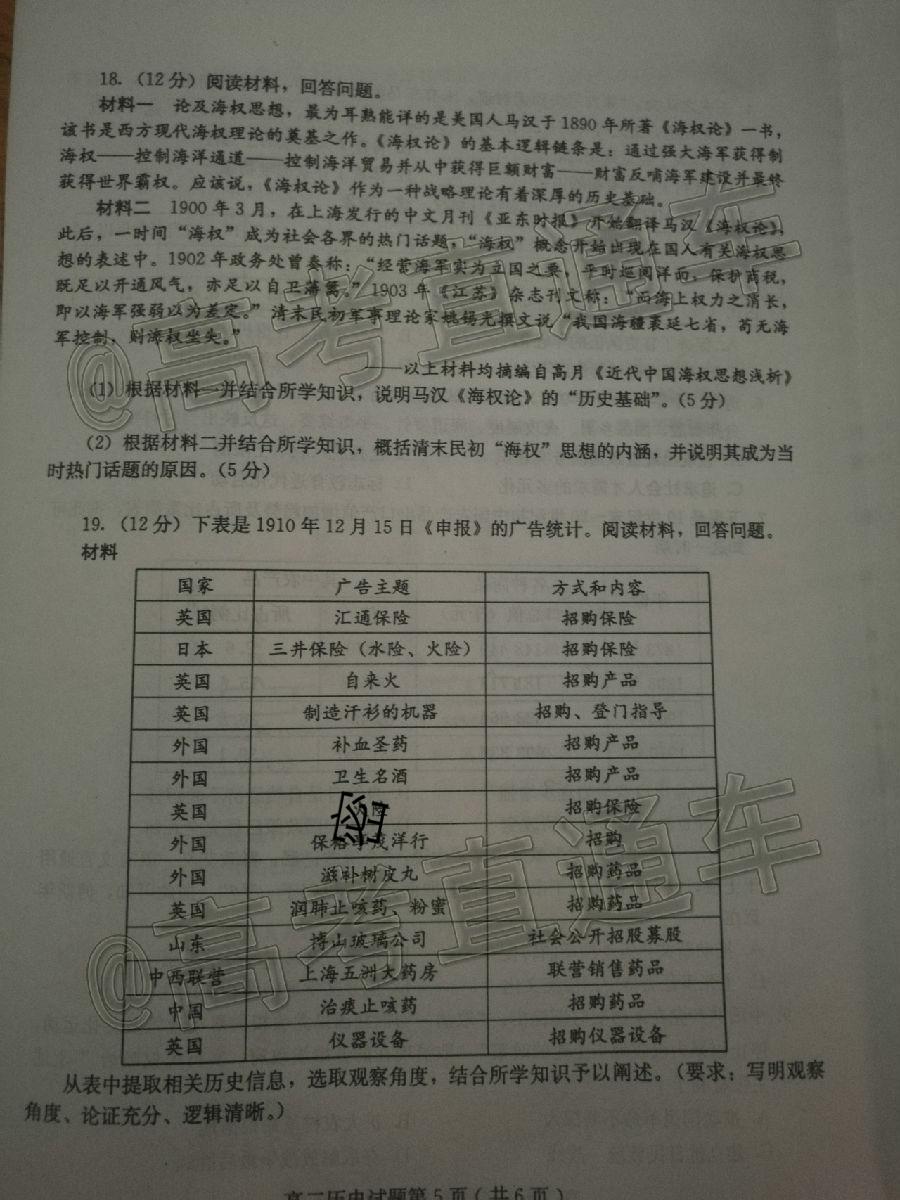 18.（12分）阅读材料，回答问题。
材料一 论及海权思想，最为耳熟能详的是美国人马汉于1890年所著《海权论》一书，
该书是西方现代海权理论的奠基之作。《海权论》的基本逻辑链条是：通过强大海军获得制
海权——控制海洋通道——控制海洋贸易并从中获得巨额财富——财富反哺海军建设并最终
获得世界霸权。应该说，《海权论》作为一种战略理论有着深厚的历史基础。
材料二 1900年3月，在上海发行的中文月刊《亚东时报》开始翻译马汉《海权论》，
此后，一时间“海权”成为社会各界的热门话题，“海权”概念开始出现在国人有关海权思
想的表述中。1902年政务处曾奏称：“经营海军实为立国之要，平时巡阅洋面，保护商税，
既足以开通风气，亦足以自卫藩篱。”1903年《江苏》杂志刊文称：“而海上权力之消长，
即以海军强弱以为差定。”清末民初军事理论家姚锡光撰文说“我国海疆袤延七省，苟无海
军控制，则海权坐失。”
——以上材料均摘编自高月《近代中国海权思想浅析》
（1）根据材料一并结合所学知识，说明马汉《海权论》的“历史基础”。（5分）
（2）根据材料二并结合所学知识，概括清末民初“海权”思想的内涵，并说明其成为当
时热门话题的原因。（5分）
19.（12分）下表是1910年12月15日《申报》的广告统计。阅读材料，回答问题。
材料
国家 广告主题 方式和内容
英国 汇通保险 招购保险
日本 三井保险（水险、火险） 招购保险
英国 自来火 招购产品
英国 制造汗衫的机器 招购、登门指导
外国 补血圣药 招购产品
外国 卫生名酒 招购产品
英国 招购保险
外国 保 洋行 招购
外国 滋补树皮丸 招购药品
英国 润肺止咳药、粉蜜 招购药品
山东 博山玻璃公司 社会公开招股募股
中西联营 上海五洲大药房 联营销售药品
中国 治痰止咳药 招购药品
英国 仪器设备 招购仪器设备
从表中提取相关历史信息，选取观察角度，结合所学知识予以阐述。（要求：写明观察
角度、论证充分、逻辑清晰。）
高二历史试题第5页（共6页）
@高考直通车
@高考直通车